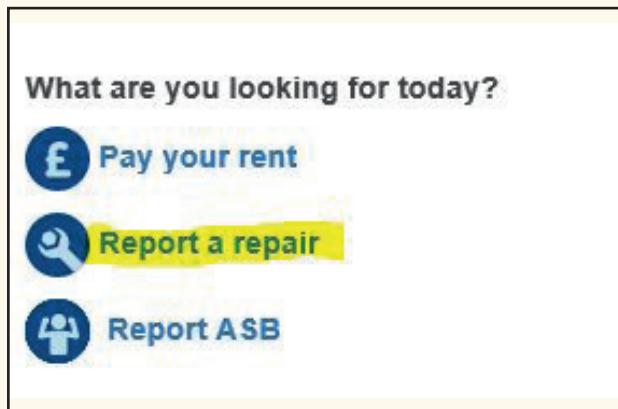 What are you looking for today?
£ Pay your rent
Report a repair
Report ASB